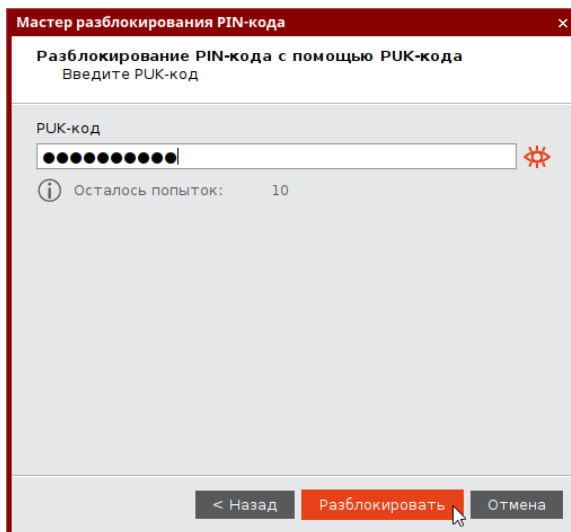 Мастер разблокирования PIN-кода
Разблокирование PIN-кода с помощью PUK-кода
Введите PUK-код
PUK-код
●●●●●●●●●●
Осталось попыток: 10
< Назад Разблокировать Отмена